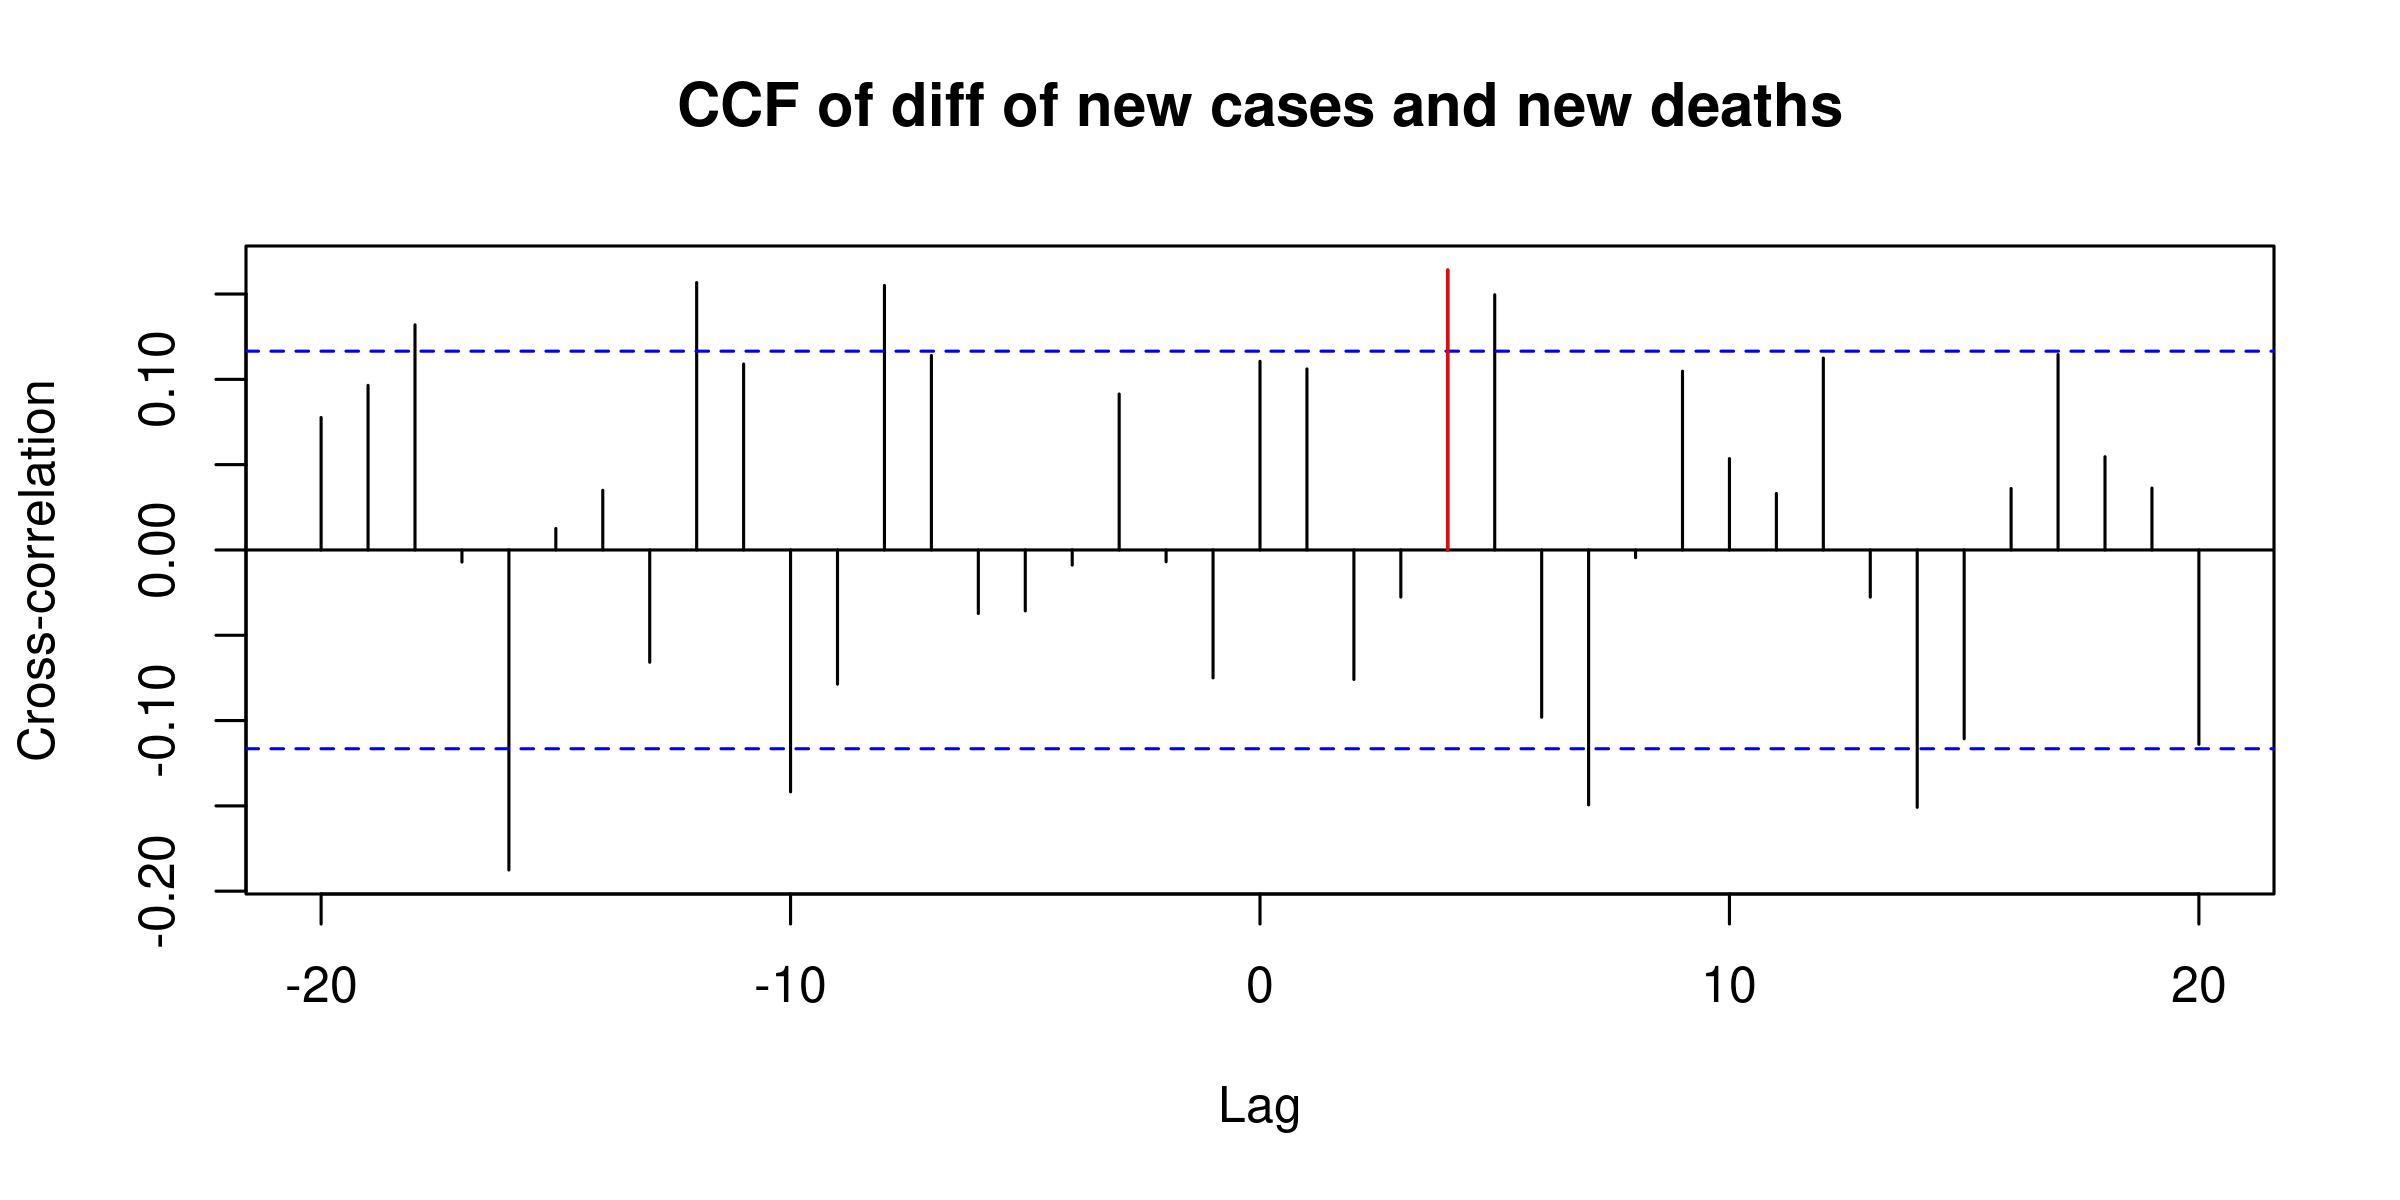 CCF of diff of new cases and new deaths
Cross-correlation
0.10
0.00
-0.10
-0.20
-20 -10 0 10 20
Lag